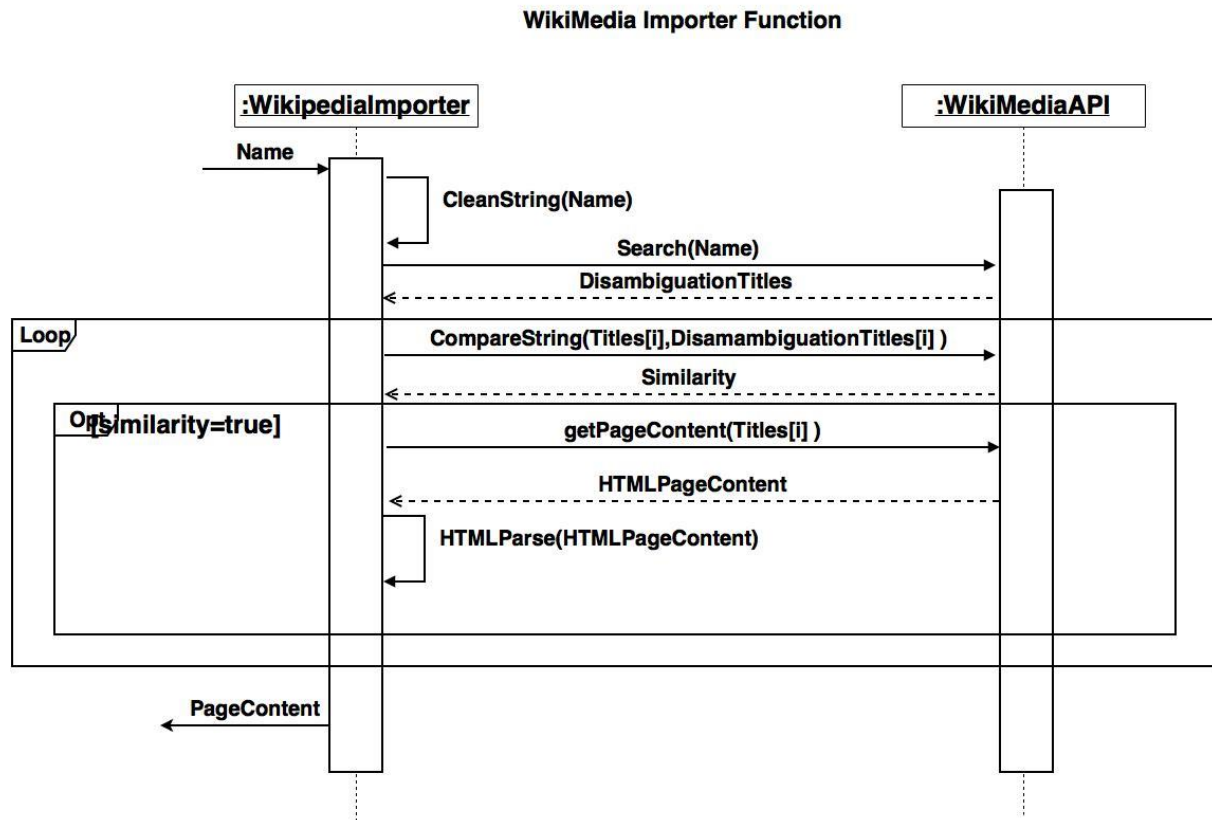 WikiMedia Importer Function
:WikipediaImporter
:WikiMediaAPI
Name
CleanString(Name)
Search(Name)
DisambiguationTitles
Loop
CompareString(Titles[i],DisamambiguationTitles[i] )
Similarity
Opt
[similarity=true]
getPageContent(Titles[i] )
HTMLPageContent
HTMLParse(HTMLPageContent)
PageContent